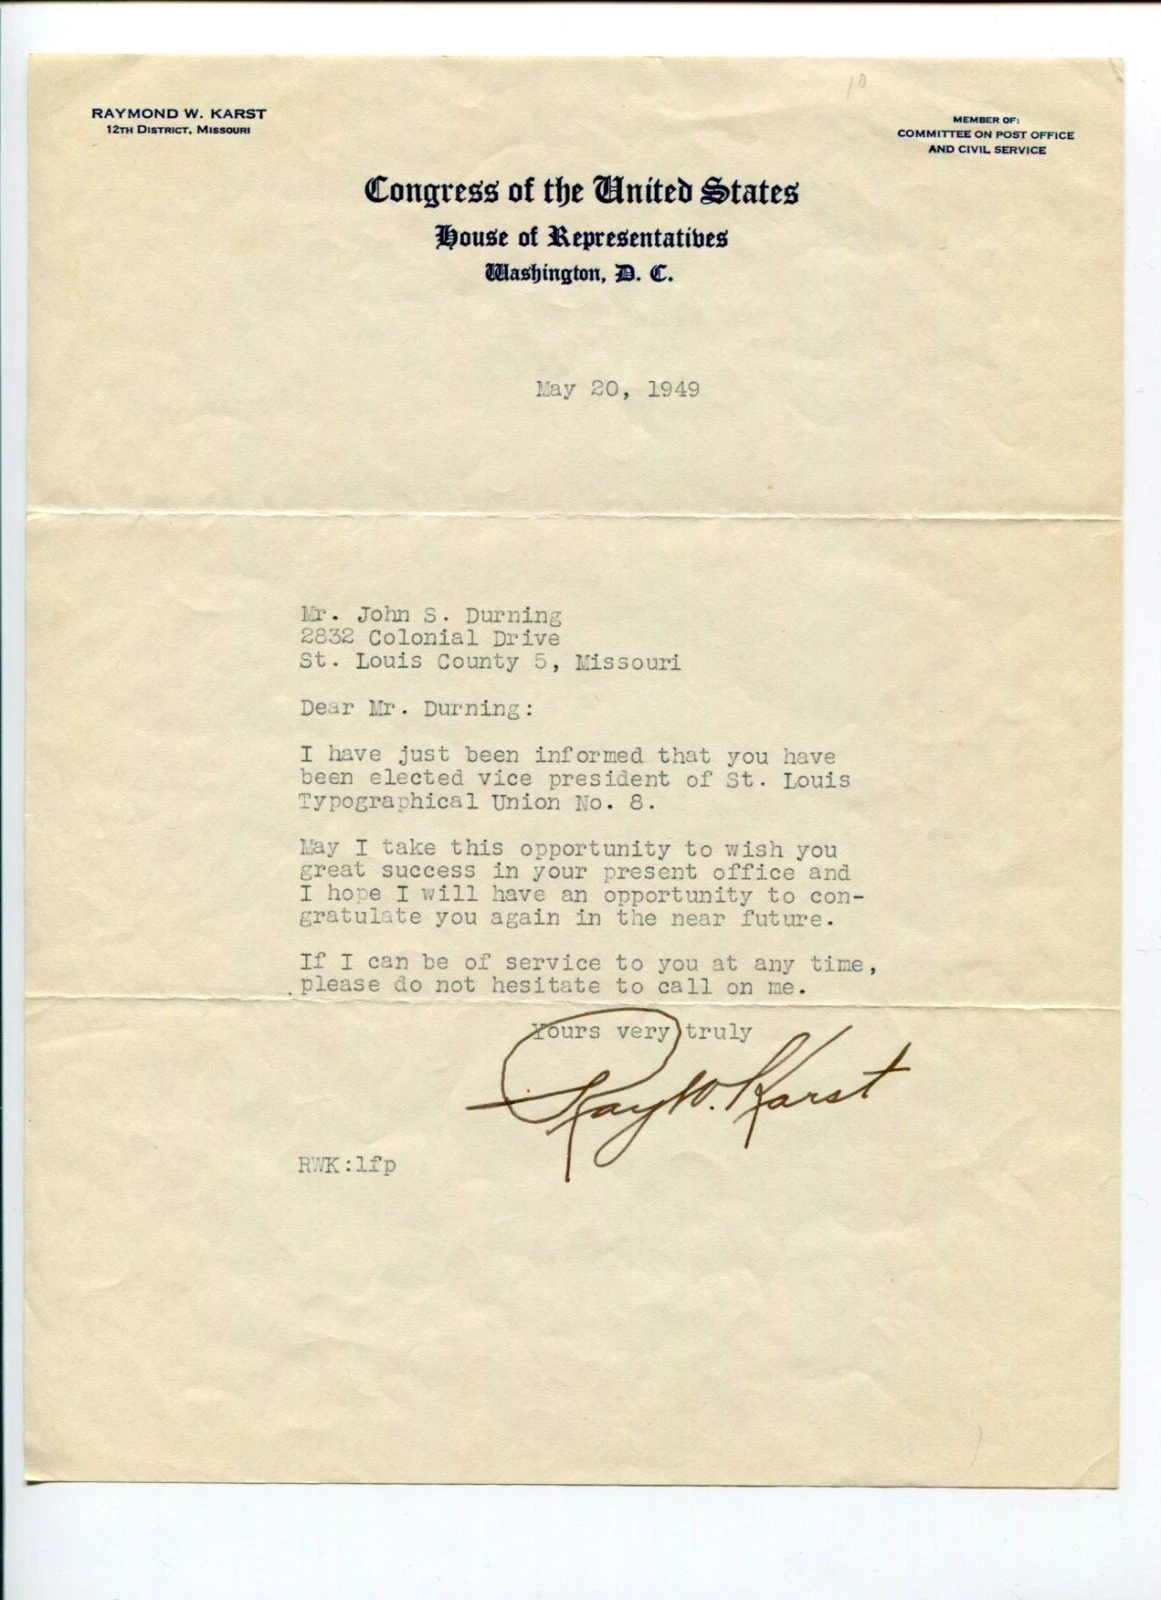 RAYMOND W. KARST
12TH DISTRICT, MISSOURI
MEMBER OF:
COMMITTEE ON POST OFFICE
AND CIVIL SERVICE
Congress of the United States
House of Representatives
Washington, D. C.
May 20, 1949
Mr. John S. Durning
2832 Colonial Drive
St. Louis County 5, Missouri
Dear Mr. Durning:
I have just been informed that you have
been elected vice president of St. Louis
Typographical Union No. 8.
May I take this opportunity to wish you
great success in your present office and
I hope I will have an opportunity to con-
gratulate you again in the near future.
If I can be of service to you at any time,
please do not hesitate to call on me.
Yours very truly
Ray W. Karst
RWK:lfp